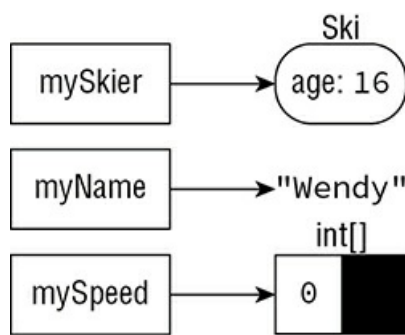 Ski
mySkier
age: 16
myName
"Wendy"
int[]
mySpeed
0